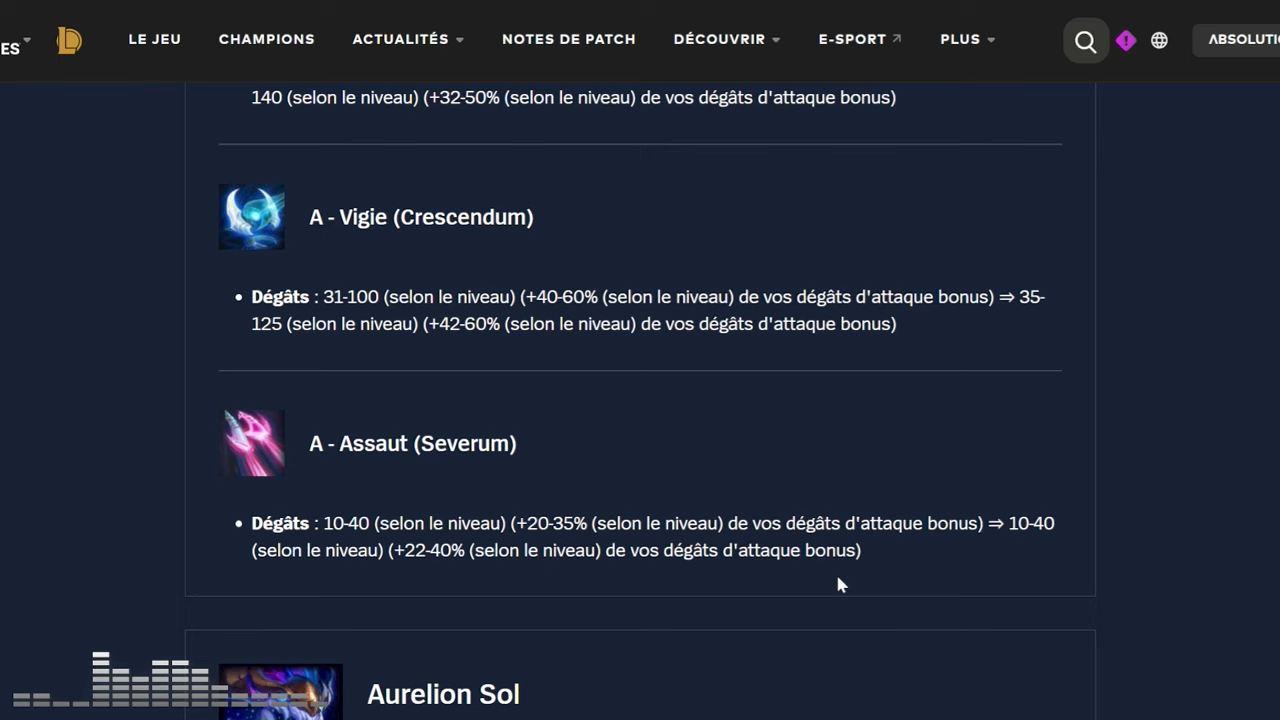 ES
LE JEU
CHAMPIONS
ACTUALITÉS
NOTES DE PATCH
DÉCOUVRIR
E-SPORT
PLUS
140 (selon le niveau) (+32-50% (selon le niveau) de vos dégâts d'attaque bonus)
A - Vigie (Crescendum)
Dégâts : 31-100 (selon le niveau) (+40-60% (selon le niveau) de vos dégâts d'attaque bonus) ⇒ 35-
125 (selon le niveau) (+42-60% (selon le niveau) de vos dégâts d'attaque bonus)
A - Assaut (Severum)
Dégâts : 10-40 (selon le niveau) (+20-35% (selon le niveau) de vos dégâts d'attaque bonus) ⇒ 10-40
(selon le niveau) (+22-40% (selon le niveau) de vos dégâts d'attaque bonus)
Aurelion Sol